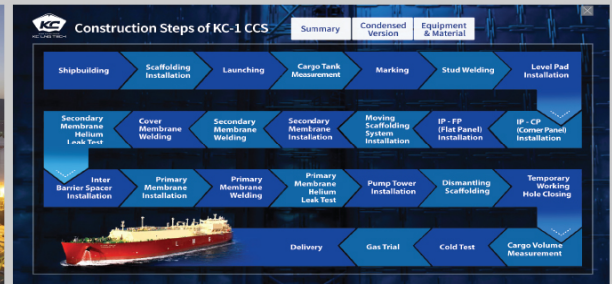 KC
KC LNG TECH
Construction Steps of KC-1 CCS
Summary
Condensed
Version
Equipment
& Material
Shipbuilding
Scaffolding
Installation
Launching
Cargo Tank
Measurement
Marking
Stud Welding
Level Pad
Installation
Secondary
Membrane
Helium
Leak Test
Cover
Membrane
Welding
Secondary
Membrane
Welding
Secondary
Membrane
Installation
Moving
Scaffolding
System
Installation
IP - FP
(Flat Panel)
Installation
IP - CP
(Corner Panel)
Installation
Inter
Barrier Spacer
Installation
Primary
Membrane
Installation
Primary
Membrane
Welding
Primary
Membrane
Helium
Leak Test
Pump Tower
Installation
Dismantling
Scaffolding
Temporary
Working
Hole Closing
Delivery
Gas Trial
Cold Test
Cargo Volume
Measurement